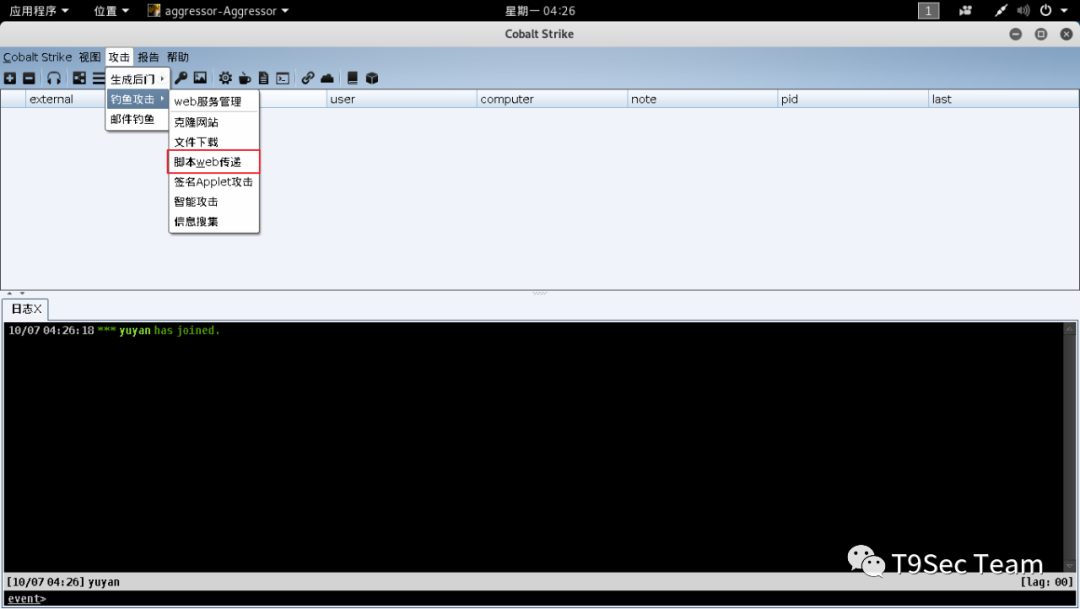 应用程序 位置 aggressor-Aggressor 星期一 04:26 1
Cobalt Strike
Cobalt Strike 视图 攻击 报告 帮助
生成后门
钓鱼攻击
邮件钓鱼
web服务管理
克隆网站
文件下载
脚本web传递
签名Applet攻击
智能攻击
信息搜集
external user computer note pid last
日志X
10/07 04:26:18 *** yuyan has joined.
T9Sec Team
[10/07 04:26] yuyan [lag: 00]
event>